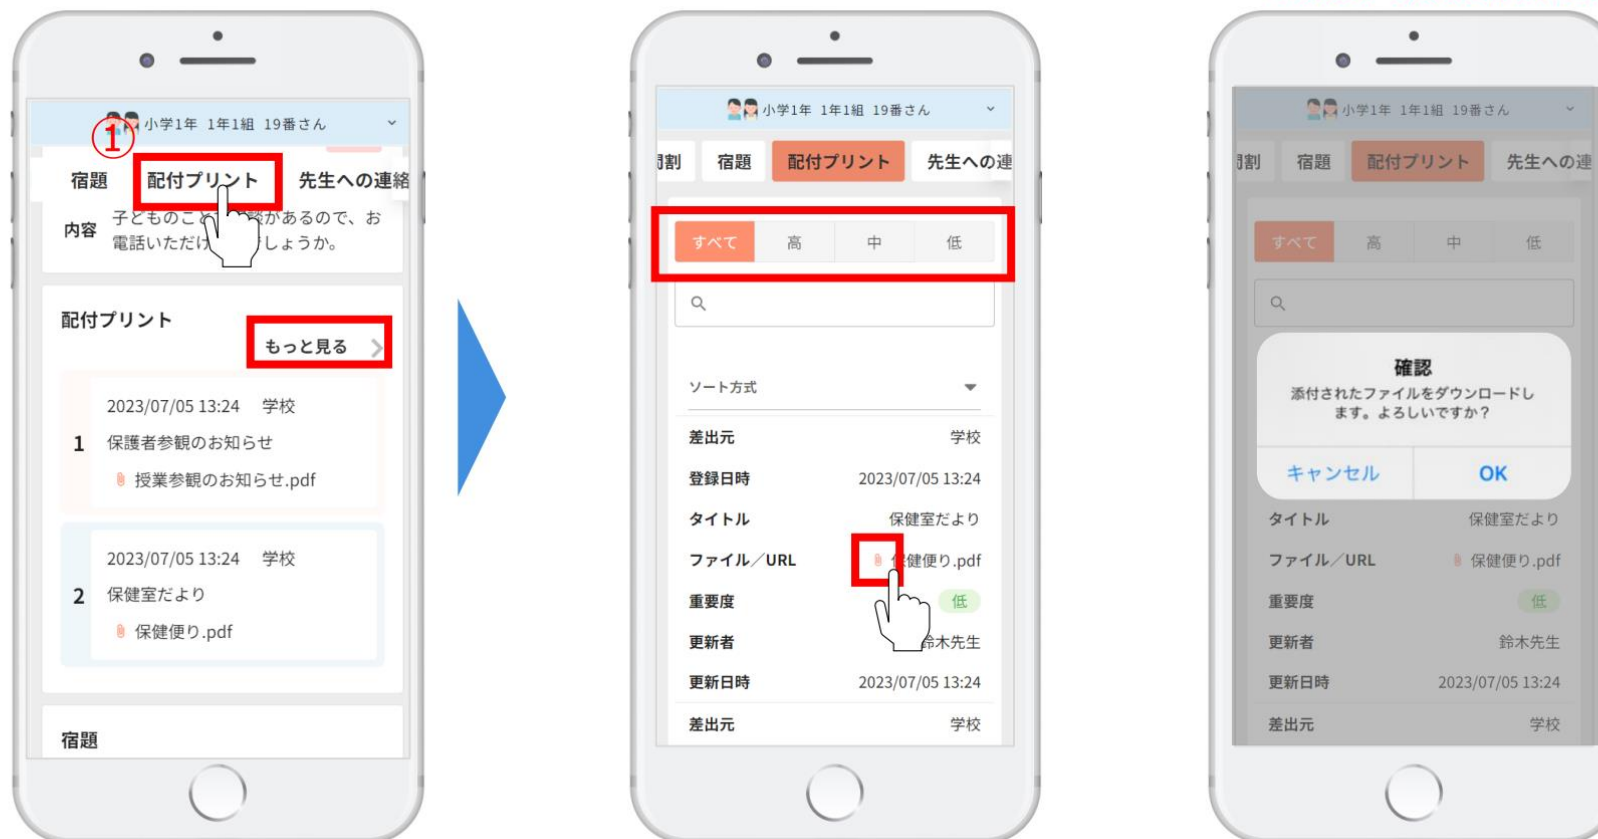 ①
小学1年 1年1組 19番さん
宿題 配付プリント 先生への連絡
内容
電話いただけ
しょうか。
配付プリント
もっと見る
2023/07/05 13:24 学校
1 保護者参観のお知らせ
授業参観のお知らせ.pdf
2023/07/05 13:24 学校
2 保健室だより
保健便り.pdf
宿題
小学1年 1年1組 19番さん
宿題 配付プリント 先生への連
すべて 高 中 低
ソート方式
差出元 学校
登録日時 2023/07/05 13:24
タイトル 保健室だより
ファイル/URL 保健便り.pdf
重要度 低
更新者 鈴木先生
更新日時 2023/07/05 13:24
差出元 学校
小学1年 1年1組 19番さん
宿題 配付プリント 先生への連
すべて 高 中 低
確認
添付されたファイルをダウンロードし
ます。よろしいですか？
キャンセル OK
タイトル 保健室だより
ファイル/URL 保健便り.pdf
重要度 低
更新者 鈴木先生
更新日時 2023/07/05 13:24
差出元 学校